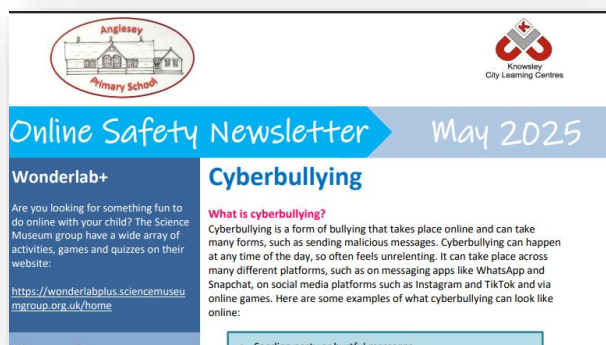 Anglesey
Primary School
Knowsley
City Learning Centres
Online Safety Newsletter
May 2025
Wonderlab+
Are you looking for something fun to
do online with your child? The Science
Museum group have a wide array of
activities, games and quizzes on their
website:
https://wonderlabplus.sciencemuseu
mgroup.org.uk/home
Cyberbullying
What is cyberbullying?
Cyberbullying is a form of bullying that takes place online and can take
many forms, such as sending malicious messages. Cyberbullying can happen
at any time of the day, so often feels unrelenting. It can take place across
many different platforms, such as on messaging apps like WhatsApp and
Snapchat, on social media platforms such as Instagram and TikTok and via
online games. Here are some examples of what cyberbullying can look like
online: